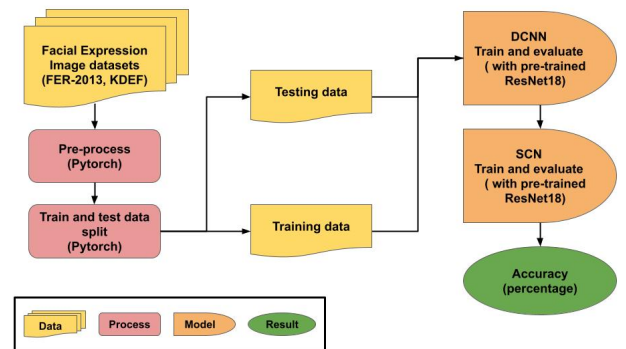 Facial Expression
Image datasets
(FER-2013, KDEF)
Pre-process
(Pytorch)
Train and test data
split
(Pytorch)
Testing data
Training data
DCNN
Train and evaluate
( with pre-trained
ResNet18)
SCN
Train and evaluate
( with pre-trained
ResNet18)
Accuracy
(percentage)
Data
Process
Model
Result